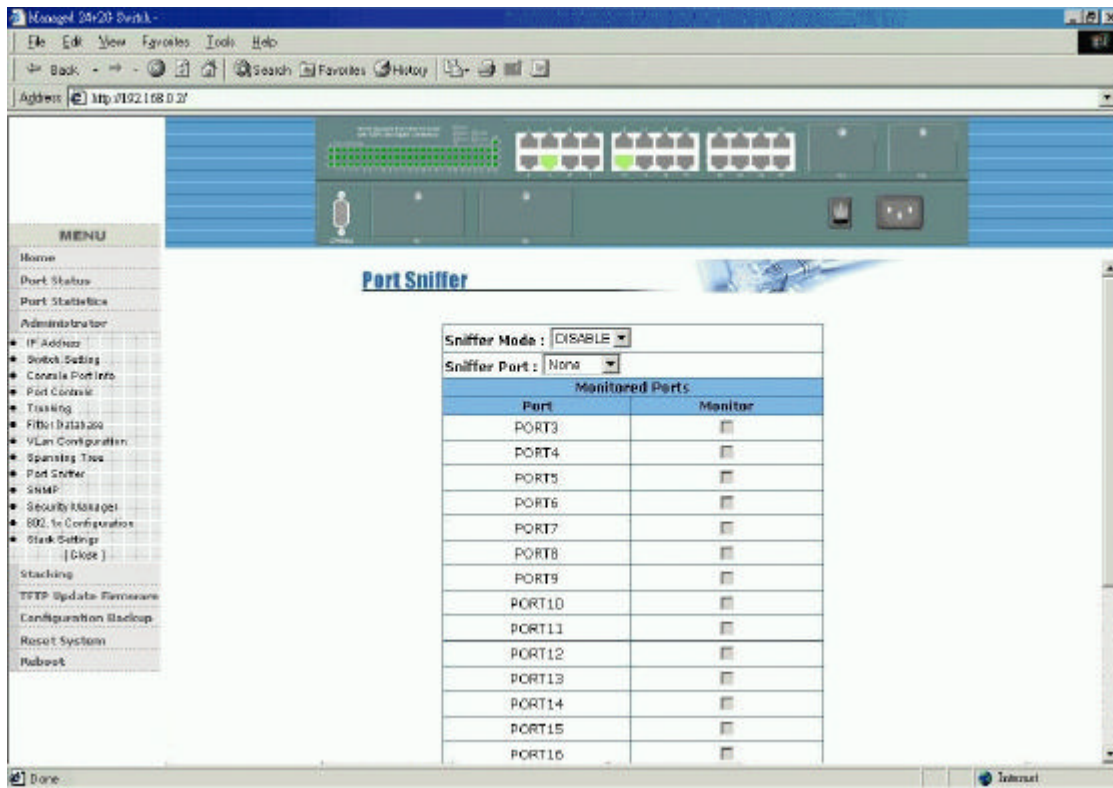 Managed 24+2G Switch -
File Edit View Favorites Tools Help
Back Search Favorites History
Address http://192.168.0.2/
MENU
Home
Port Status
Port Statistics
Administrator
IP Address
Switch Setting
Console Port Info
Port Controls
Trunking
Filter Database
VLan Configuration
Spanning Tree
Port Sniffer
SNMP
Security Manager
802.1x Configuration
Stack Settings
[ Close ]
Stacking
TFTP Update Firmware
Configuration Backup
Reset System
Reboot
Port Sniffer
Sniffer Mode : DISABLE
Sniffer Port : None
Monitored Ports
Port Monitor
PORT3
PORT4
PORT5
PORT6
PORT7
PORT8
PORT9
PORT10
PORT11
PORT12
PORT13
PORT14
PORT15
PORT16
Done Internet